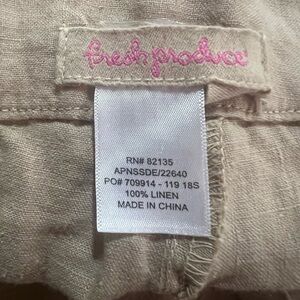 fresh produce
RN# 82135
APNSSDE/22640
PO# 709914 - 119 18S
100% LINEN
MADE IN CHINA